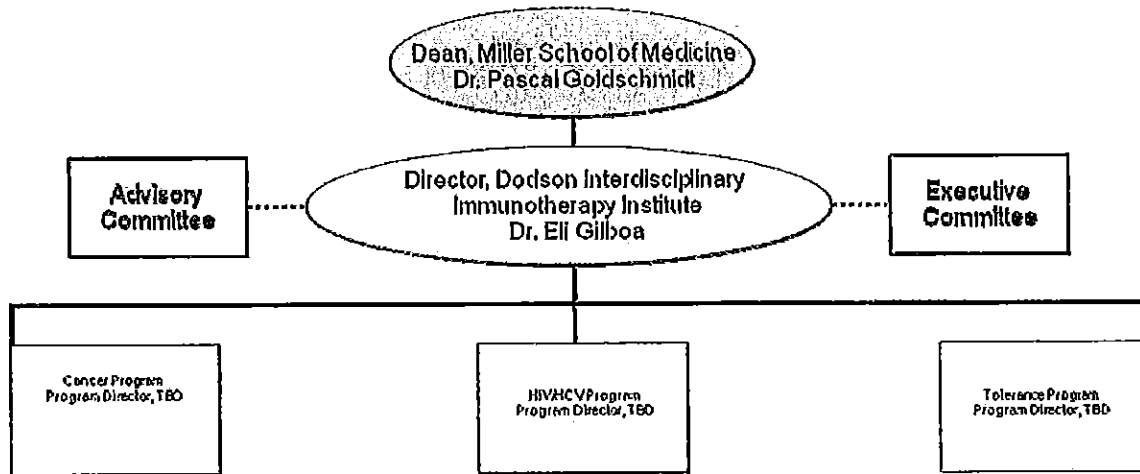 Dean, Miller School of Medicine
Dr. Pascal Goldschmidt
Advisory
Committee
Director, Dodson Interdisciplinary
Immunotherapy Institute
Dr. Eli Gilboa
Executive
Committee
Cancer Program
Program Director, TBD
HIV/HCV Program
Program Director, TBD
Tolerance Program
Program Director, TBD